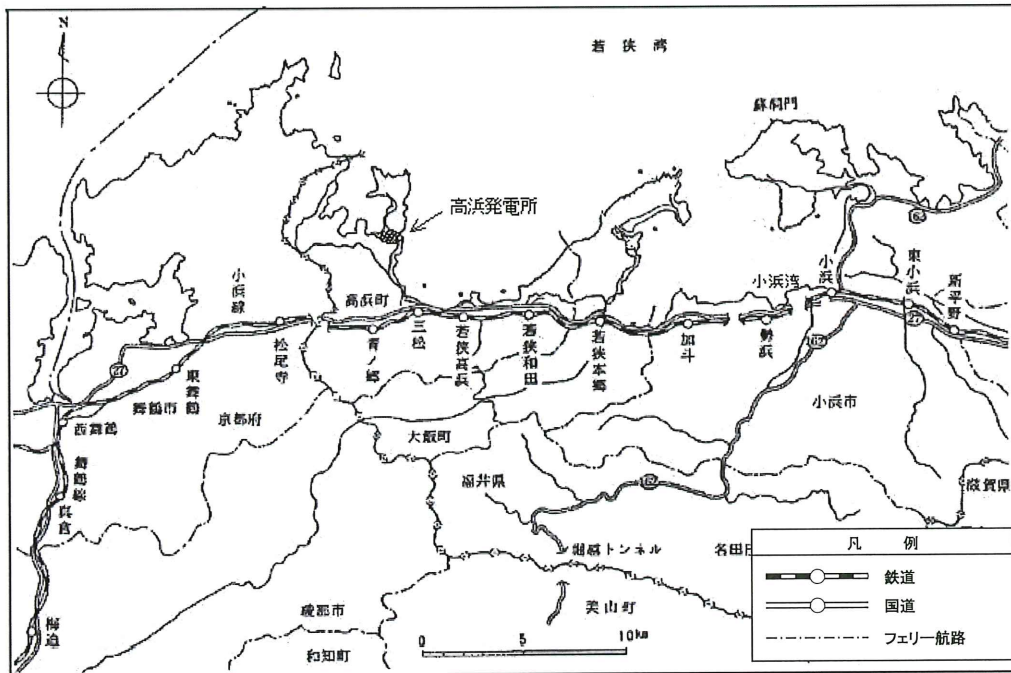 N
若狭湾
蘇洞門
高浜発電所
162
小浜線
高浜町
小浜湾
小浜
東小浜
新平野
松尾寺
青ノ郷
三松
若狭高浜
若狭和田
若狭本郷
加斗
勢浜
27
27
162
東舞鶴
舞鶴市
西舞鶴
京都府
大飯町
小浜市
舞鶴線
真倉
福井県
162
滋賀県
堀越トンネル
名田庄
美山町
綾部市
和知町
梅迫
0 5 10km
凡例
鉄道
国道
フェリー航路